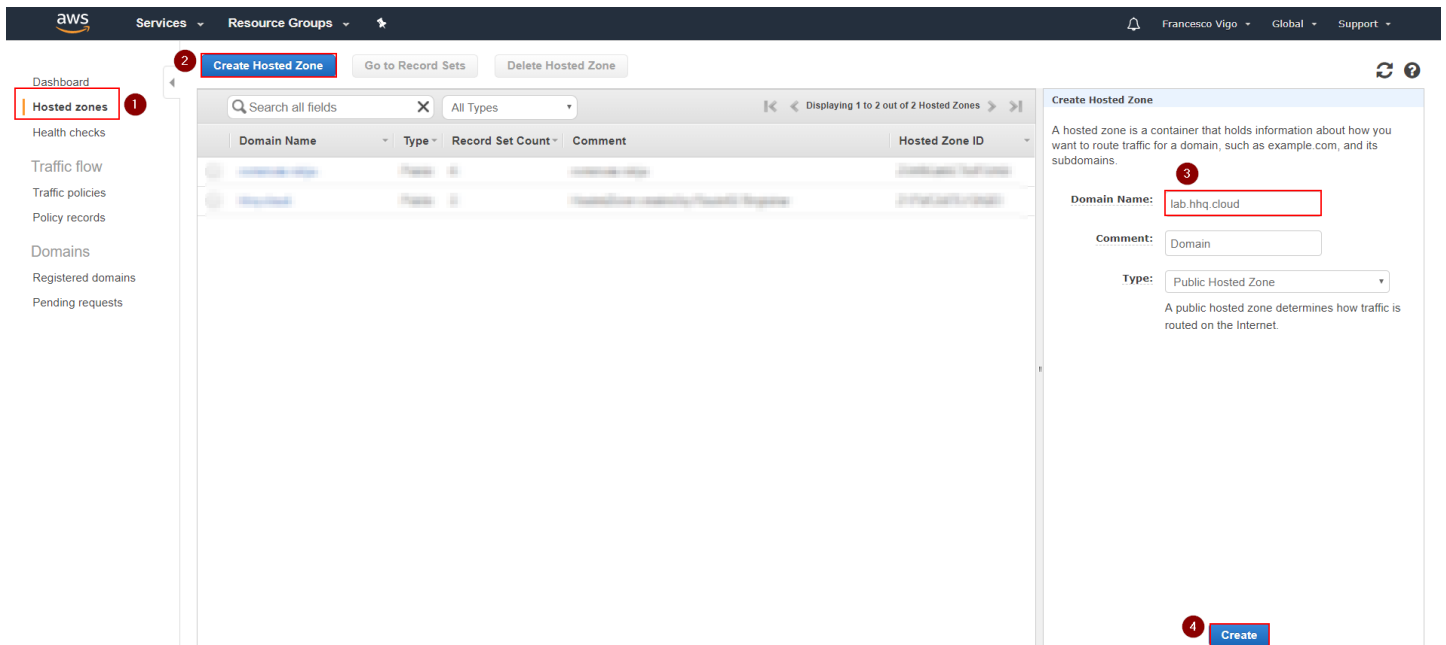 aws Services Resource Groups Francesco Vigo Global Support
2 Create Hosted Zone Go to Record Sets Delete Hosted Zone
Dashboard
Hosted zones 1
Health checks
Traffic flow
Traffic policies
Policy records
Domains
Registered domains
Pending requests
Search all fields All Types Displaying 1 to 2 out of 2 Hosted Zones
Domain Name Type Record Set Count Comment Hosted Zone ID
Create Hosted Zone
A hosted zone is a container that holds information about how you
want to route traffic for a domain, such as example.com, and its
subdomains.
3
Domain Name: lab.hhq.cloud
Comment: Domain
Type: Public Hosted Zone
A public hosted zone determines how traffic is
routed on the Internet.
4 Create